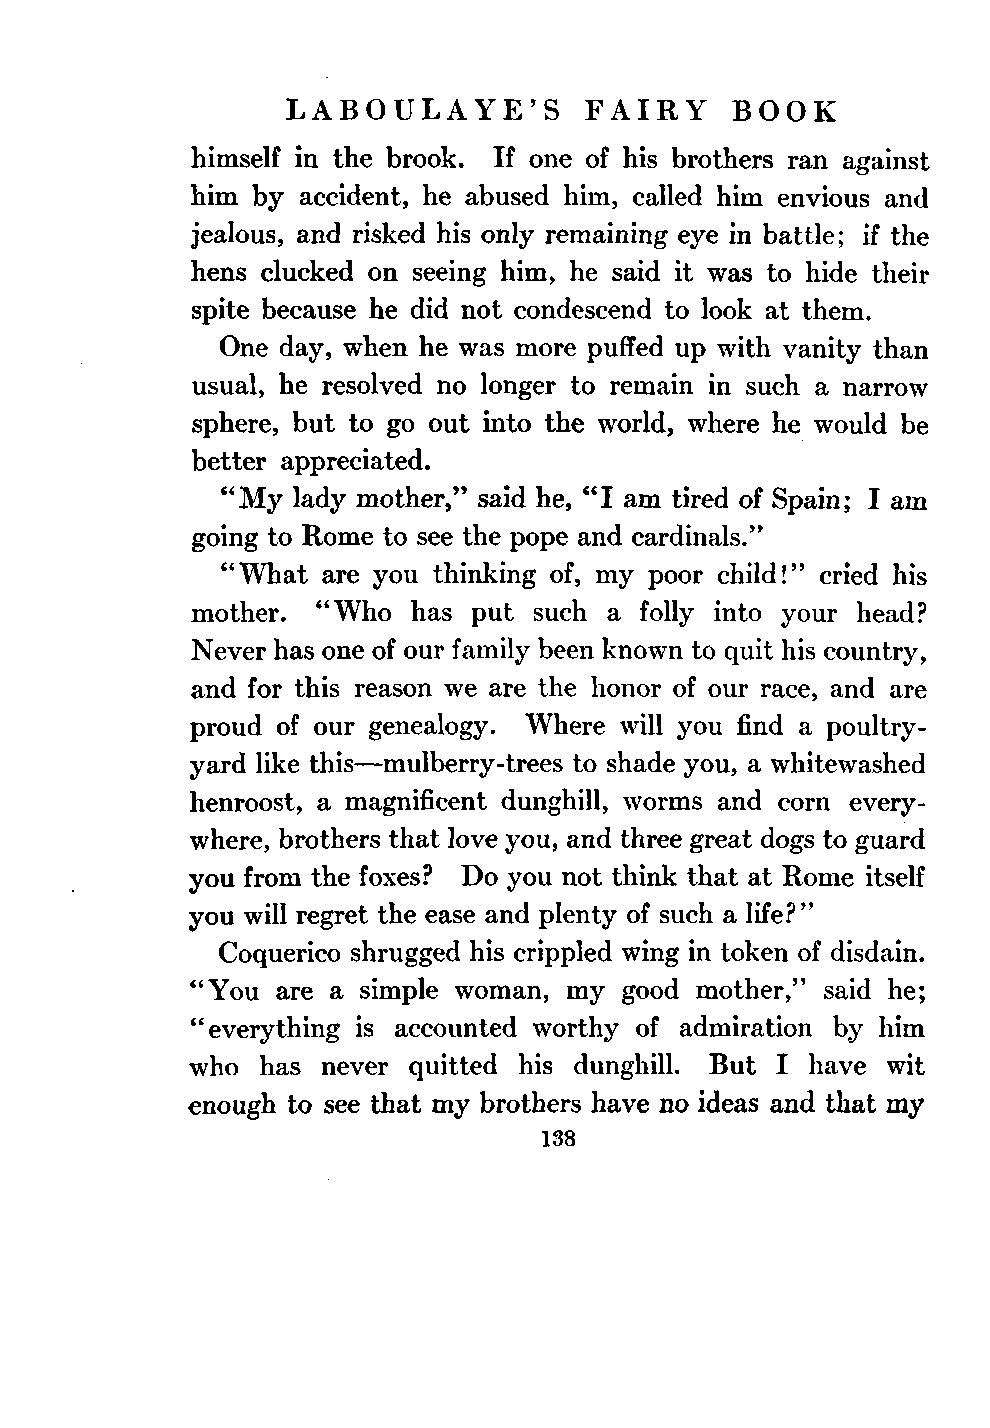 LABOULAYE'S FAIRY BOOK
himself in the brook. If one of his brothers ran against
him by accident, he abused him, called him envious and
jealous, and risked his only remaining eye in battle; if the
hens clucked on seeing him, he said it was to hide their
spite because he did not condescend to look at them.
One day, when he was more puffed up with vanity than
usual, he resolved no longer to remain in such a narrow
sphere, but to go out into the world, where he would be
better appreciated.
“My lady mother,” said he, “I am tired of Spain; I am
going to Rome to see the pope and cardinals.”
“What are you thinking of, my poor child!” cried his
mother. “Who has put such a folly into your head?
Never has one of our family been known to quit his country,
and for this reason we are the honor of our race, and are
proud of our genealogy. Where will you find a poultry-
yard like this—mulberry-trees to shade you, a whitewashed
henroost, a magnificent dunghill, worms and corn every-
where, brothers that love you, and three great dogs to guard
you from the foxes? Do you not think that at Rome itself
you will regret the ease and plenty of such a life?”
Coquerico shrugged his crippled wing in token of disdain.
“You are a simple woman, my good mother,” said he;
“everything is accounted worthy of admiration by him
who has never quitted his dunghill. But I have wit
enough to see that my brothers have no ideas and that my
138